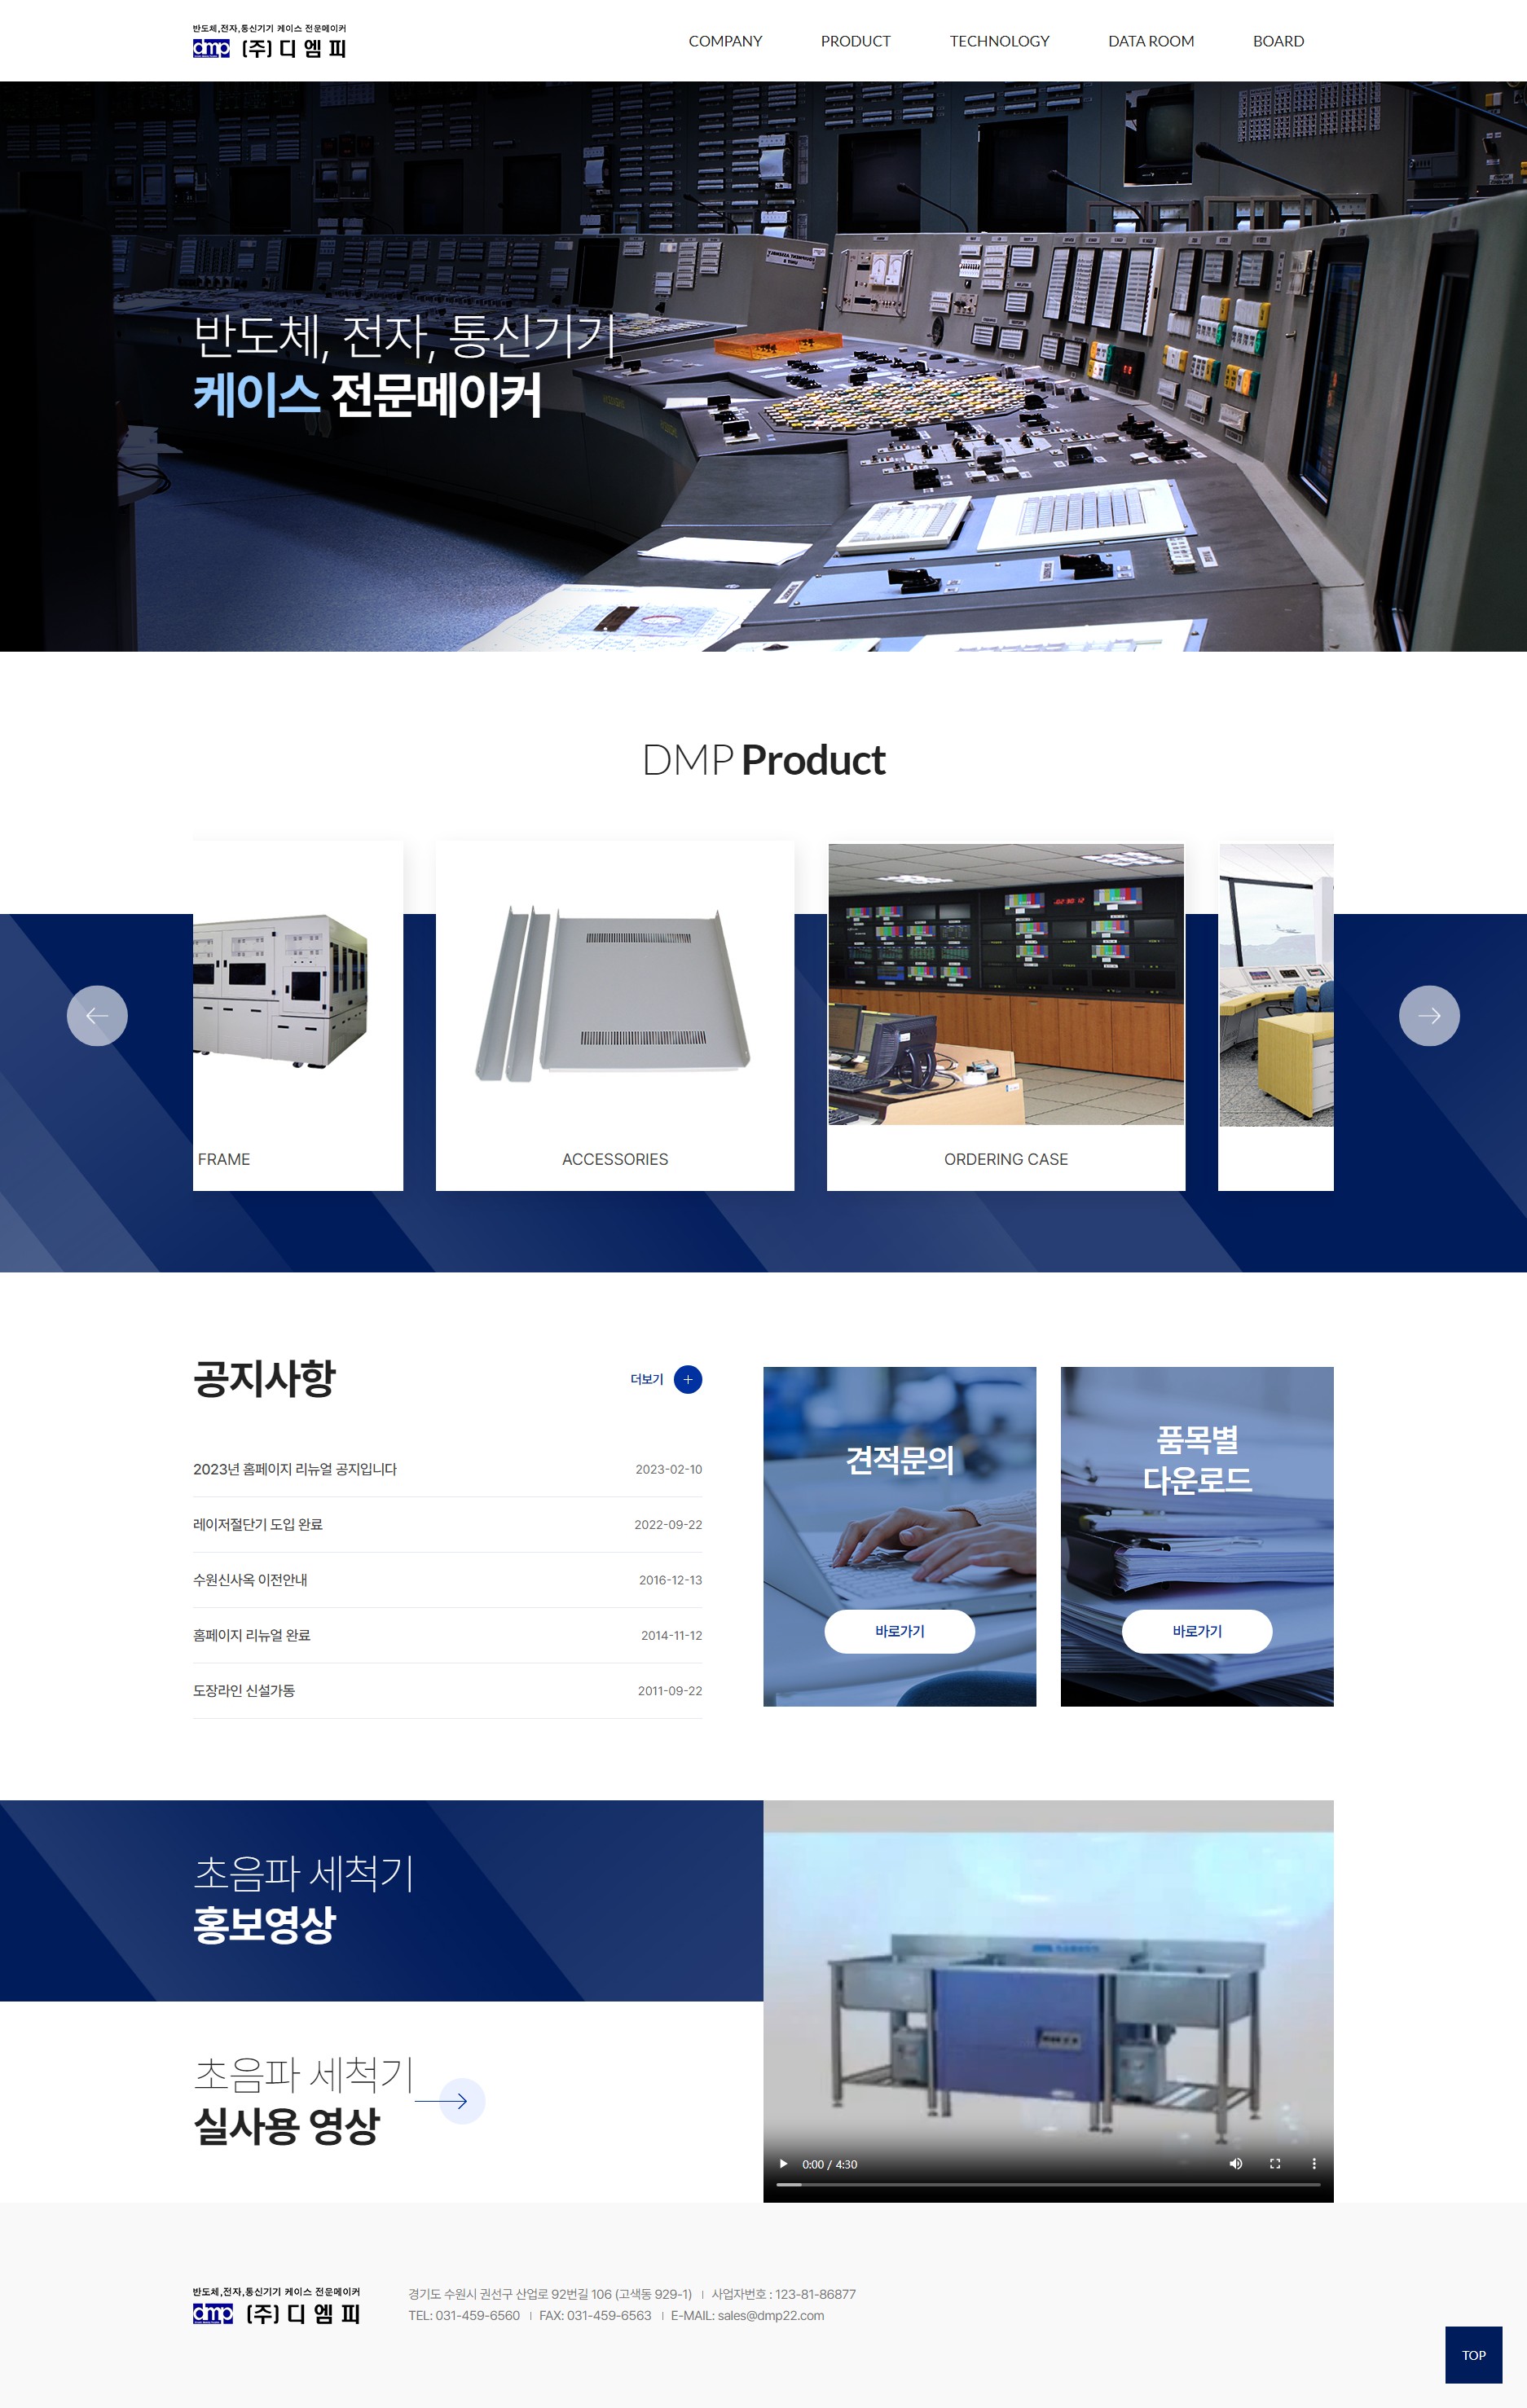 반도체,전자,통신기기 케이스 전문메이커
dmp (주)디엠피
COMPANY PRODUCT TECHNOLOGY DATA ROOM BOARD
반도체, 전자, 통신기기
케이스 전문메이커
DMP Product
FRAME
ACCESSORIES
ORDERING CASE
공지사항
더보기
2023년 홈페이지 리뉴얼 공지입니다 2023-02-10
레이저절단기 도입 완료 2022-09-22
수원신사옥 이전안내 2016-12-13
홈페이지 리뉴얼 완료 2014-11-12
도장라인 신설가동 2011-09-22
견적문의
바로가기
품목별
다운로드
바로가기
초음파 세척기
홍보영상
초음파 세척기
실사용 영상
0:00 / 4:30
반도체,전자,통신기기 케이스 전문메이커
dmp (주)디엠피
경기도 수원시 권선구 산업로 92번길 106 (고색동 929-1) | 사업자번호 : 123-81-86877
TEL: 031-459-6560 | FAX: 031-459-6563 | E-MAIL: sales@dmp22.com
TOP